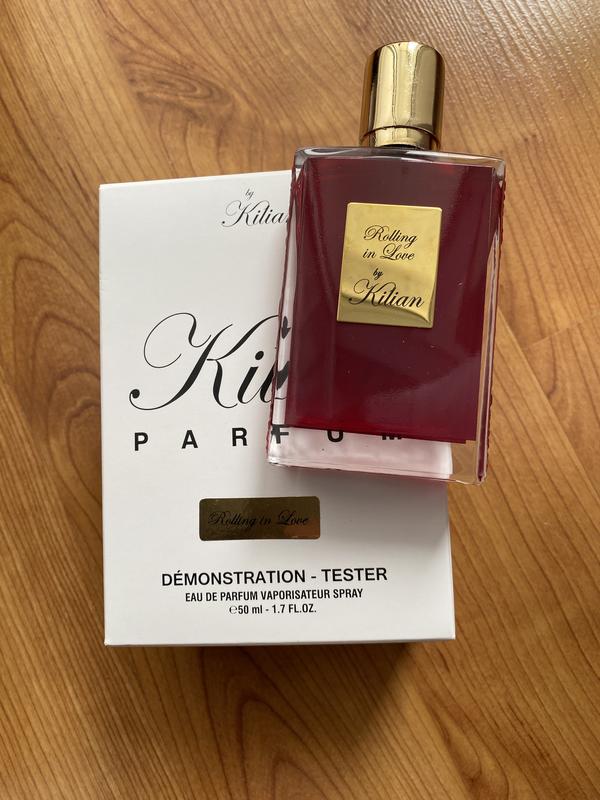 by
Kilian
Ki
PARFUM
Rolling
in Love
by
Kilian
Rolling in Love
DÉMONSTRATION - TESTER
EAU DE PARFUM VAPORISATEUR SPRAY
℮50 ml - 1.7 FL.OZ.